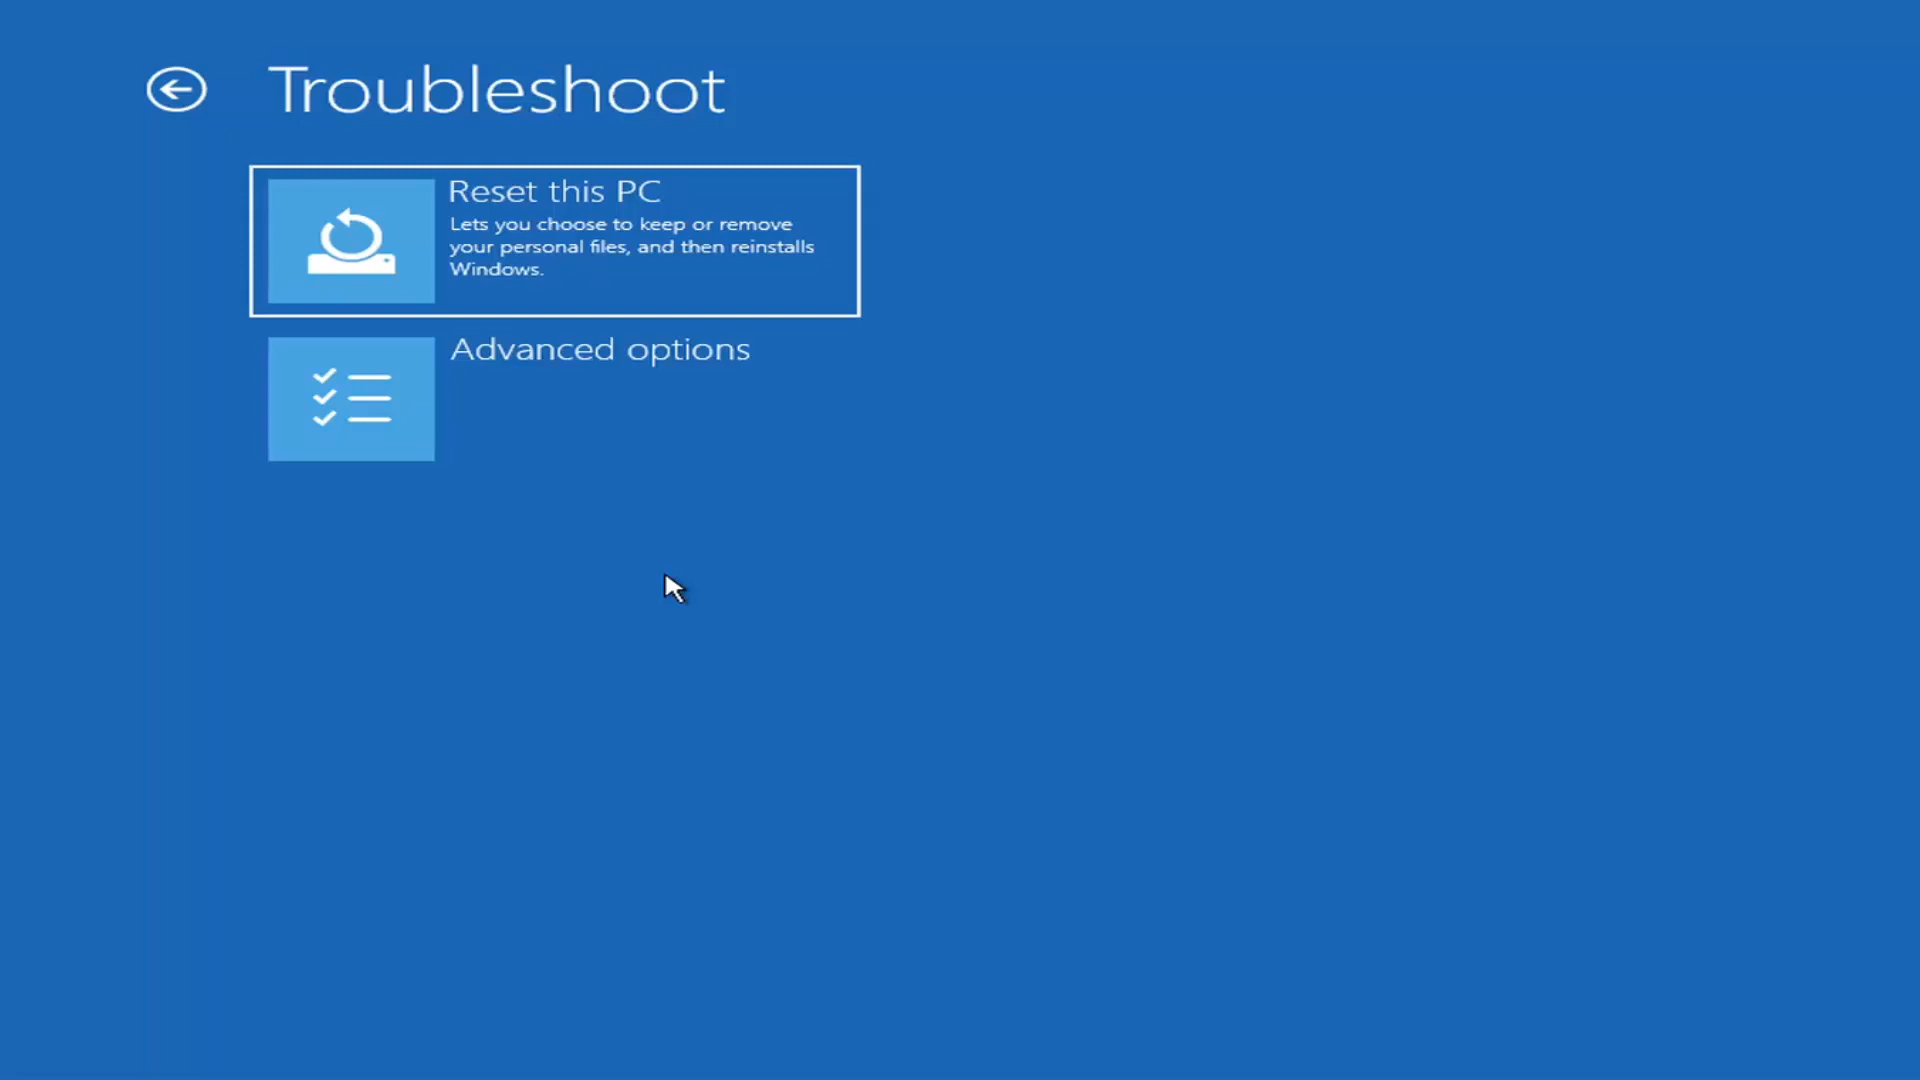 Troubleshoot
Reset this PC
Lets you choose to keep or remove
your personal files, and then reinstalls
Windows.
Advanced options